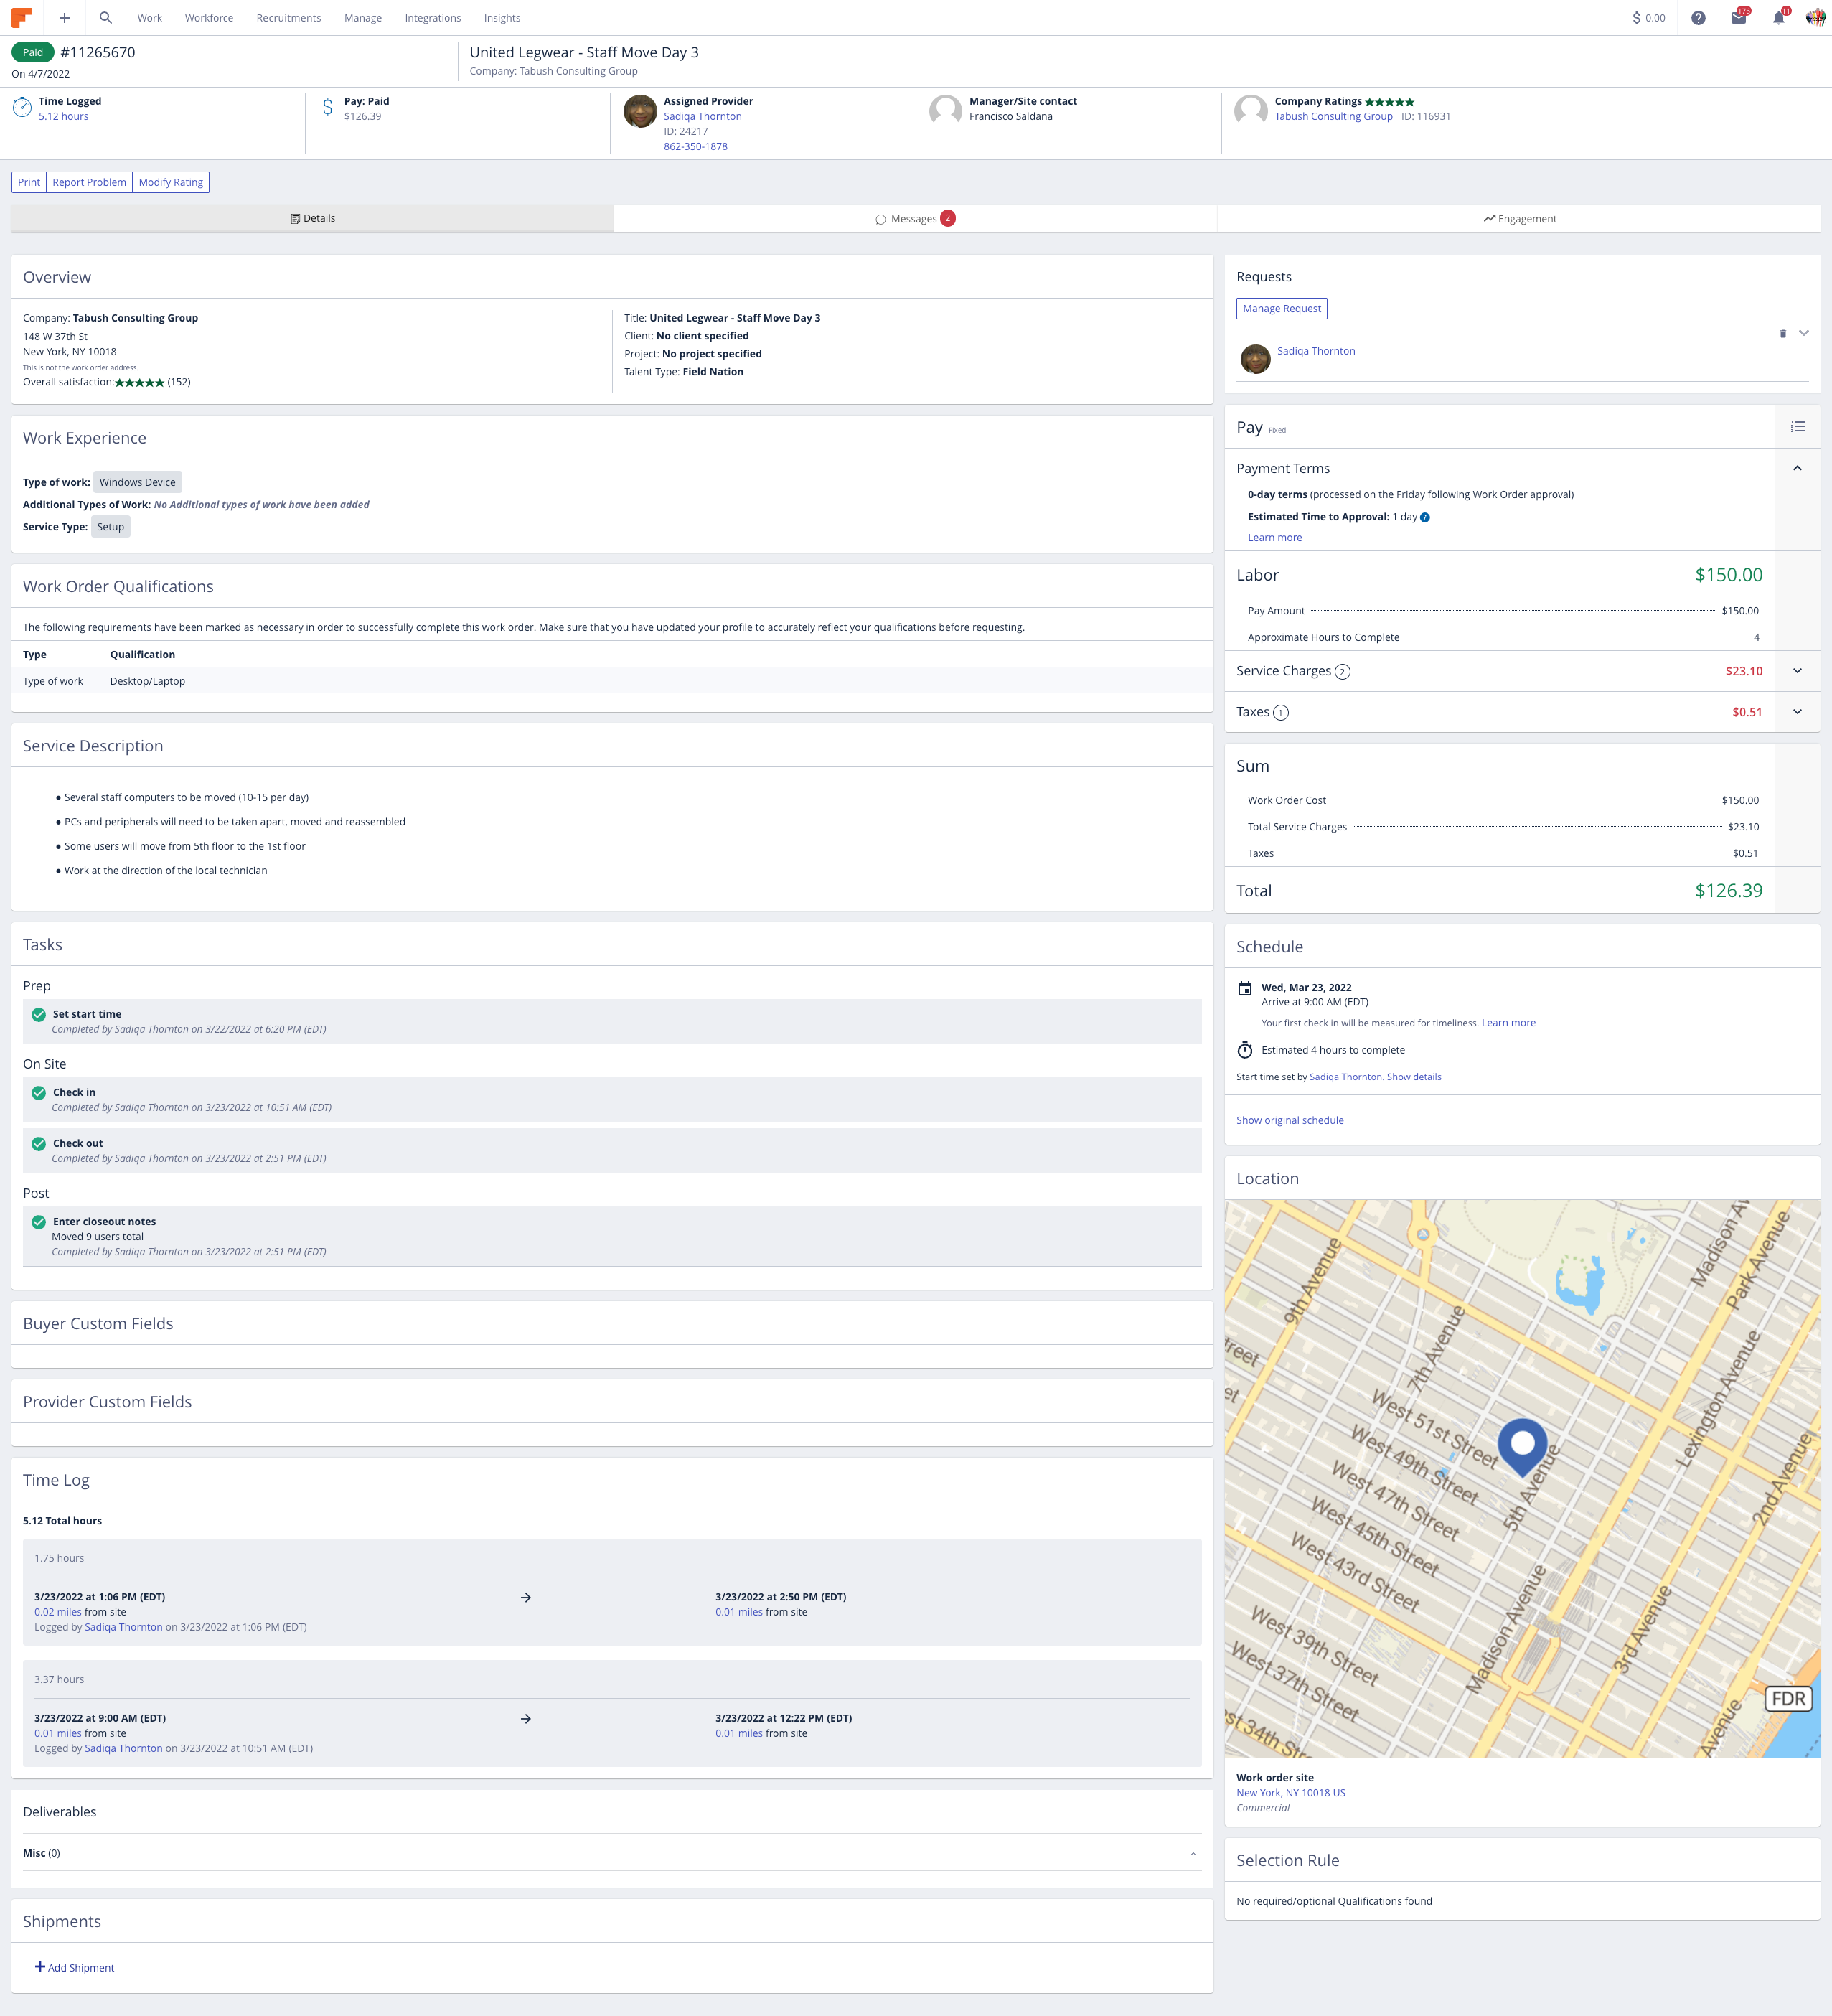 Work Workforce Recruitments Manage Integrations Insights
$ 0.00 176 11
Paid #11265670
On 4/7/2022
United Legwear - Staff Move Day 3
Company: Tabush Consulting Group
Time Logged
5.12 hours
Pay: Paid
$126.39
Assigned Provider
Sadiqa Thornton
ID: 24217
862-350-1878
Manager/Site contact
Francisco Saldana
Company Ratings ★★★★★
Tabush Consulting Group ID: 116931
Print Report Problem Modify Rating
Details Messages 2 Engagement
Overview
Company: Tabush Consulting Group
148 W 37th St
New York, NY 10018
This is not the work order address.
Overall satisfaction:★★★★★ (152)
Title: United Legwear - Staff Move Day 3
Client: No client specified
Project: No project specified
Talent Type: Field Nation
Work Experience
Type of work: Windows Device
Additional Types of Work: No Additional types of work have been added
Service Type: Setup
Work Order Qualifications
The following requirements have been marked as necessary in order to successfully complete this work order. Make sure that you have updated your profile to accurately reflect your qualifications before requesting.
Type Qualification
Type of work Desktop/Laptop
Service Description
● Several staff computers to be moved (10-15 per day)
● PCs and peripherals will need to be taken apart, moved and reassembled
● Some users will move from 5th floor to the 1st floor
● Work at the direction of the local technician
Tasks
Prep
Set start time
Completed by Sadiqa Thornton on 3/22/2022 at 6:20 PM (EDT)
On Site
Check in
Completed by Sadiqa Thornton on 3/23/2022 at 10:51 AM (EDT)
Check out
Completed by Sadiqa Thornton on 3/23/2022 at 2:51 PM (EDT)
Post
Enter closeout notes
Moved 9 users total
Completed by Sadiqa Thornton on 3/23/2022 at 2:51 PM (EDT)
Buyer Custom Fields
Provider Custom Fields
Time Log
5.12 Total hours
1.75 hours
3/23/2022 at 1:06 PM (EDT) → 3/23/2022 at 2:50 PM (EDT)
0.02 miles from site 0.01 miles from site
Logged by Sadiqa Thornton on 3/23/2022 at 1:06 PM (EDT)
3.37 hours
3/23/2022 at 9:00 AM (EDT) → 3/23/2022 at 12:22 PM (EDT)
0.01 miles from site 0.01 miles from site
Logged by Sadiqa Thornton on 3/23/2022 at 10:51 AM (EDT)
Deliverables
Misc (0)
Shipments
Add Shipment
Requests
Manage Request
Sadiqa Thornton
Pay Fixed
Payment Terms
0-day terms (processed on the Friday following Work Order approval)
Estimated Time to Approval: 1 day
Learn more
Labor $150.00
Pay Amount $150.00
Approximate Hours to Complete 4
Service Charges 2 $23.10
Taxes 1 $0.51
Sum
Work Order Cost $150.00
Total Service Charges $23.10
Taxes $0.51
Total $126.39
Schedule
Wed, Mar 23, 2022
Arrive at 9:00 AM (EDT)
Your first check in will be measured for timeliness. Learn more
Estimated 4 hours to complete
Start time set by Sadiqa Thornton. Show details
Show original schedule
Location
9th Avenue
Madison Av
Park Avenue
7th Avenue
reet
et
West 51st Street
West 49th Street
West 47th Street
West 45th Street
West 43rd Street
West 39th Street
West 37th Street
st 34th Str
5th Avenue
Lexington Avenue
2nd Avenue
Madison Avenue
3rd Avenue
Avenue
FDR
Work order site
New York, NY 10018 US
Commercial
Selection Rule
No required/optional Qualifications found